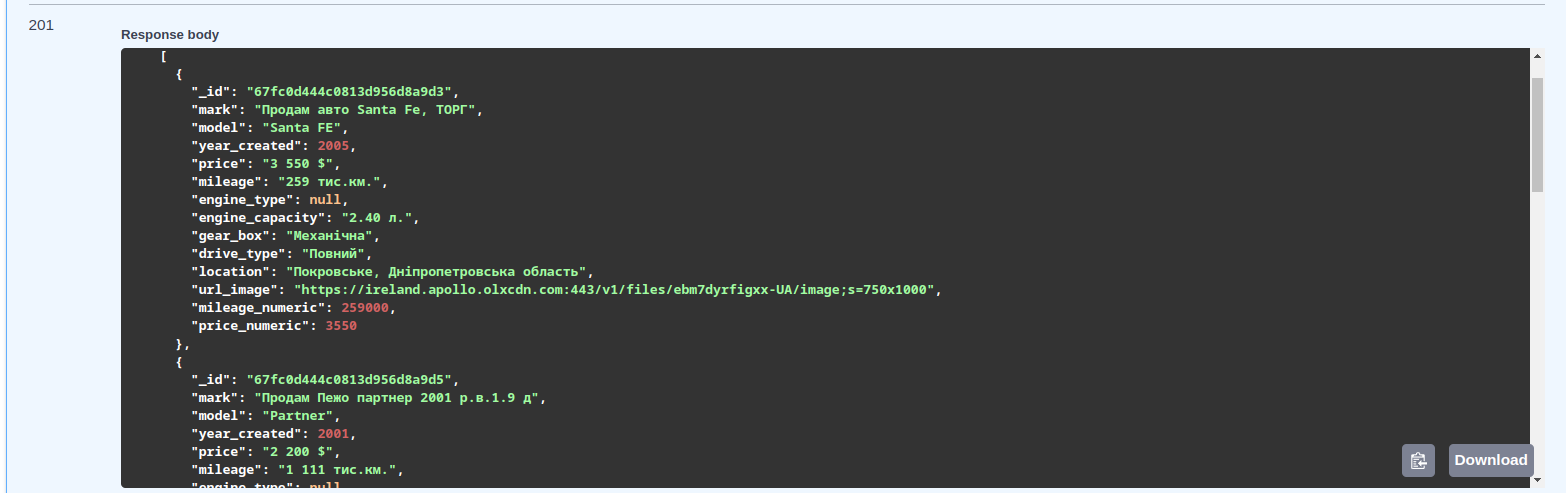 201
Response body
[
{
"_id": "67fc0d444c0813d956d8a9d3",
"mark": "Продам авто Santa Fe, ТОРГ",
"model": "Santa FE",
"year_created": 2005,
"price": "3 550 $",
"mileage": "259 тис.км.",
"engine_type": null,
"engine_capacity": "2.40 л.",
"gear_box": "Механічна",
"drive_type": "Повний",
"location": "Покровське, Дніпропетровська область",
"url_image": "https://ireland.apollo.olxcdn.com:443/v1/files/ebm7dyrfigxx-UA/image;s=750x1000",
"mileage_numeric": 259000,
"price_numeric": 3550
},
{
"_id": "67fc0d444c0813d956d8a9d5",
"mark": "Продам Пежо партнер 2001 р.в.1.9 д",
"model": "Partner",
"year_created": 2001,
"price": "2 200 $",
"mileage": "1 111 тис.км.",
"engine_type": null
Download